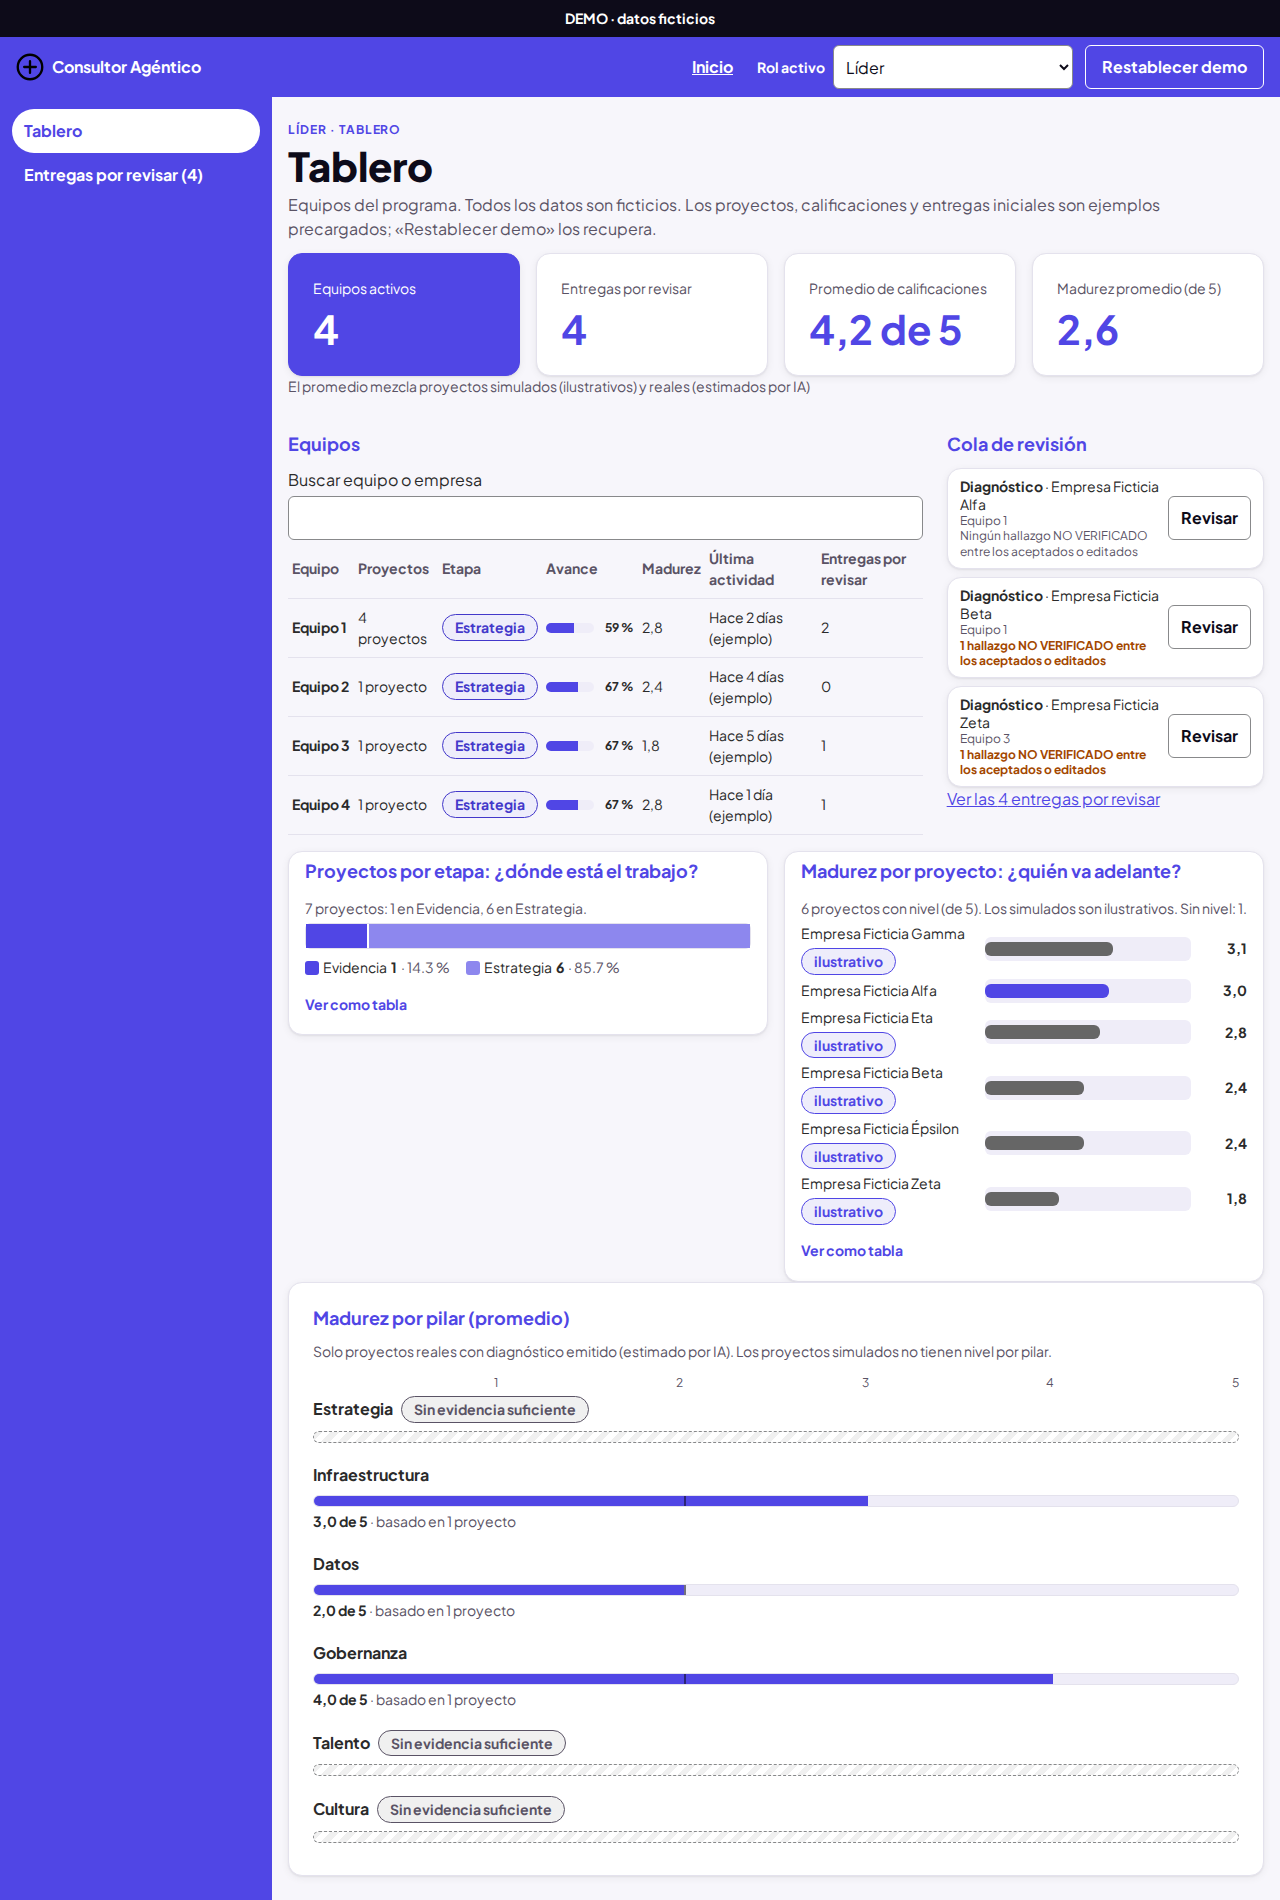 DEMO · datos ficticios
Consultor Agéntico
Inicio
Rol activo
Líder
Restablecer demo
Tablero
Entregas por revisar (4)
LÍDER · TABLERO
Tablero
Equipos del programa. Todos los datos son ficticios. Los proyectos, calificaciones y entregas iniciales son ejemplos
precargados; «Restablecer demo» los recupera.
Equipos activos
4
Entregas por revisar
4
Promedio de calificaciones
4,2 de 5
Madurez promedio (de 5)
2,6
El promedio mezcla proyectos simulados (ilustrativos) y reales (estimados por IA)
Equipos
Buscar equipo o empresa
Equipo Proyectos Etapa Avance Madurez Última actividad Entregas por revisar
Equipo 1 4 proyectos Estrategia 59 % 2,8 Hace 2 días (ejemplo) 2
Equipo 2 1 proyecto Estrategia 67 % 2,4 Hace 4 días (ejemplo) 0
Equipo 3 1 proyecto Estrategia 67 % 1,8 Hace 5 días (ejemplo) 1
Equipo 4 1 proyecto Estrategia 67 % 2,8 Hace 1 día (ejemplo) 1
Cola de revisión
Diagnóstico · Empresa Ficticia
Alfa
Equipo 1
Ningún hallazgo NO VERIFICADO
entre los aceptados o editados
Revisar
Diagnóstico · Empresa Ficticia
Beta
Equipo 1
1 hallazgo NO VERIFICADO entre
los aceptados o editados
Revisar
Diagnóstico · Empresa Ficticia
Zeta
Equipo 3
1 hallazgo NO VERIFICADO entre
los aceptados o editados
Revisar
Ver las 4 entregas por revisar
Proyectos por etapa: ¿dónde está el trabajo?
7 proyectos: 1 en Evidencia, 6 en Estrategia.
Evidencia 1 · 14.3 % Estrategia 6 · 85.7 %
Ver como tabla
Madurez por proyecto: ¿quién va adelante?
6 proyectos con nivel (de 5). Los simulados son ilustrativos. Sin nivel: 1.
Empresa Ficticia Gamma
ilustrativo
3,1
Empresa Ficticia Alfa
3,0
Empresa Ficticia Eta
ilustrativo
2,8
Empresa Ficticia Beta
ilustrativo
2,4
Empresa Ficticia Épsilon
ilustrativo
2,4
Empresa Ficticia Zeta
ilustrativo
1,8
Ver como tabla
Madurez por pilar (promedio)
Solo proyectos reales con diagnóstico emitido (estimado por IA). Los proyectos simulados no tienen nivel por pilar.
1 2 3 4 5
Estrategia Sin evidencia suficiente
Infraestructura
3,0 de 5 · basado en 1 proyecto
Datos
2,0 de 5 · basado en 1 proyecto
Gobernanza
4,0 de 5 · basado en 1 proyecto
Talento Sin evidencia suficiente
Cultura Sin evidencia suficiente